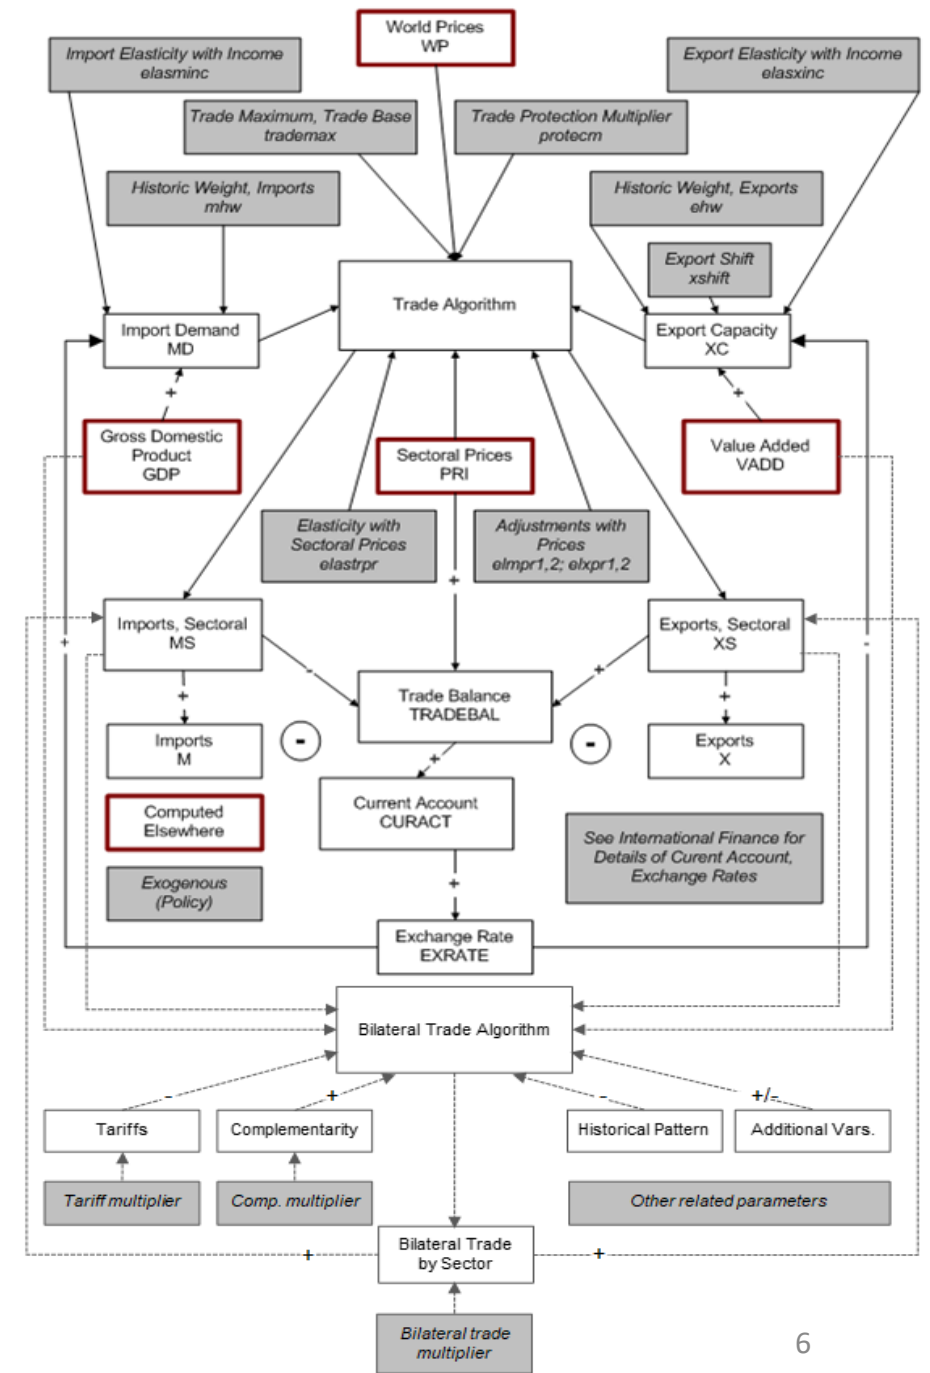 World Prices
WP
Import Elasticity with Income
elasminc
Export Elasticity with Income
elasxinc
Trade Maximum, Trade Base
trademax
Trade Protection Multiplier
protecm
Historic Weight, Imports
mhw
Historic Weight, Exports
ehw
Export Shift
xshift
Trade Algorithm
Import Demand
MD
Export Capacity
XC
+
+
Gross Domestic
Product
GDP
Sectoral Prices
PRI
Value Added
VADD
Elasticity with
Sectoral Prices
elastrpr
Adjustments with
Prices
elmpr1,2; elxpr1,2
+
Imports, Sectoral
MS
Exports, Sectoral
XS
+
-
-
+
Trade Balance
TRADEBAL
+
+
Imports
M
-
-
Exports
X
+
Computed
Elsewhere
Current Account
CURACT
See International Finance for
Details of Curent Account,
Exchange Rates
Exogenous
(Policy)
+
Exchange Rate
EXRATE
Bilateral Trade Algorithm
-
+
-
+/-
Tariffs
Complementarity
Historical Pattern
Additional Vars.
Tariff multiplier
Comp. multiplier
Other related parameters
+
Bilateral Trade
by Sector
+
Bilateral trade
multiplier
6